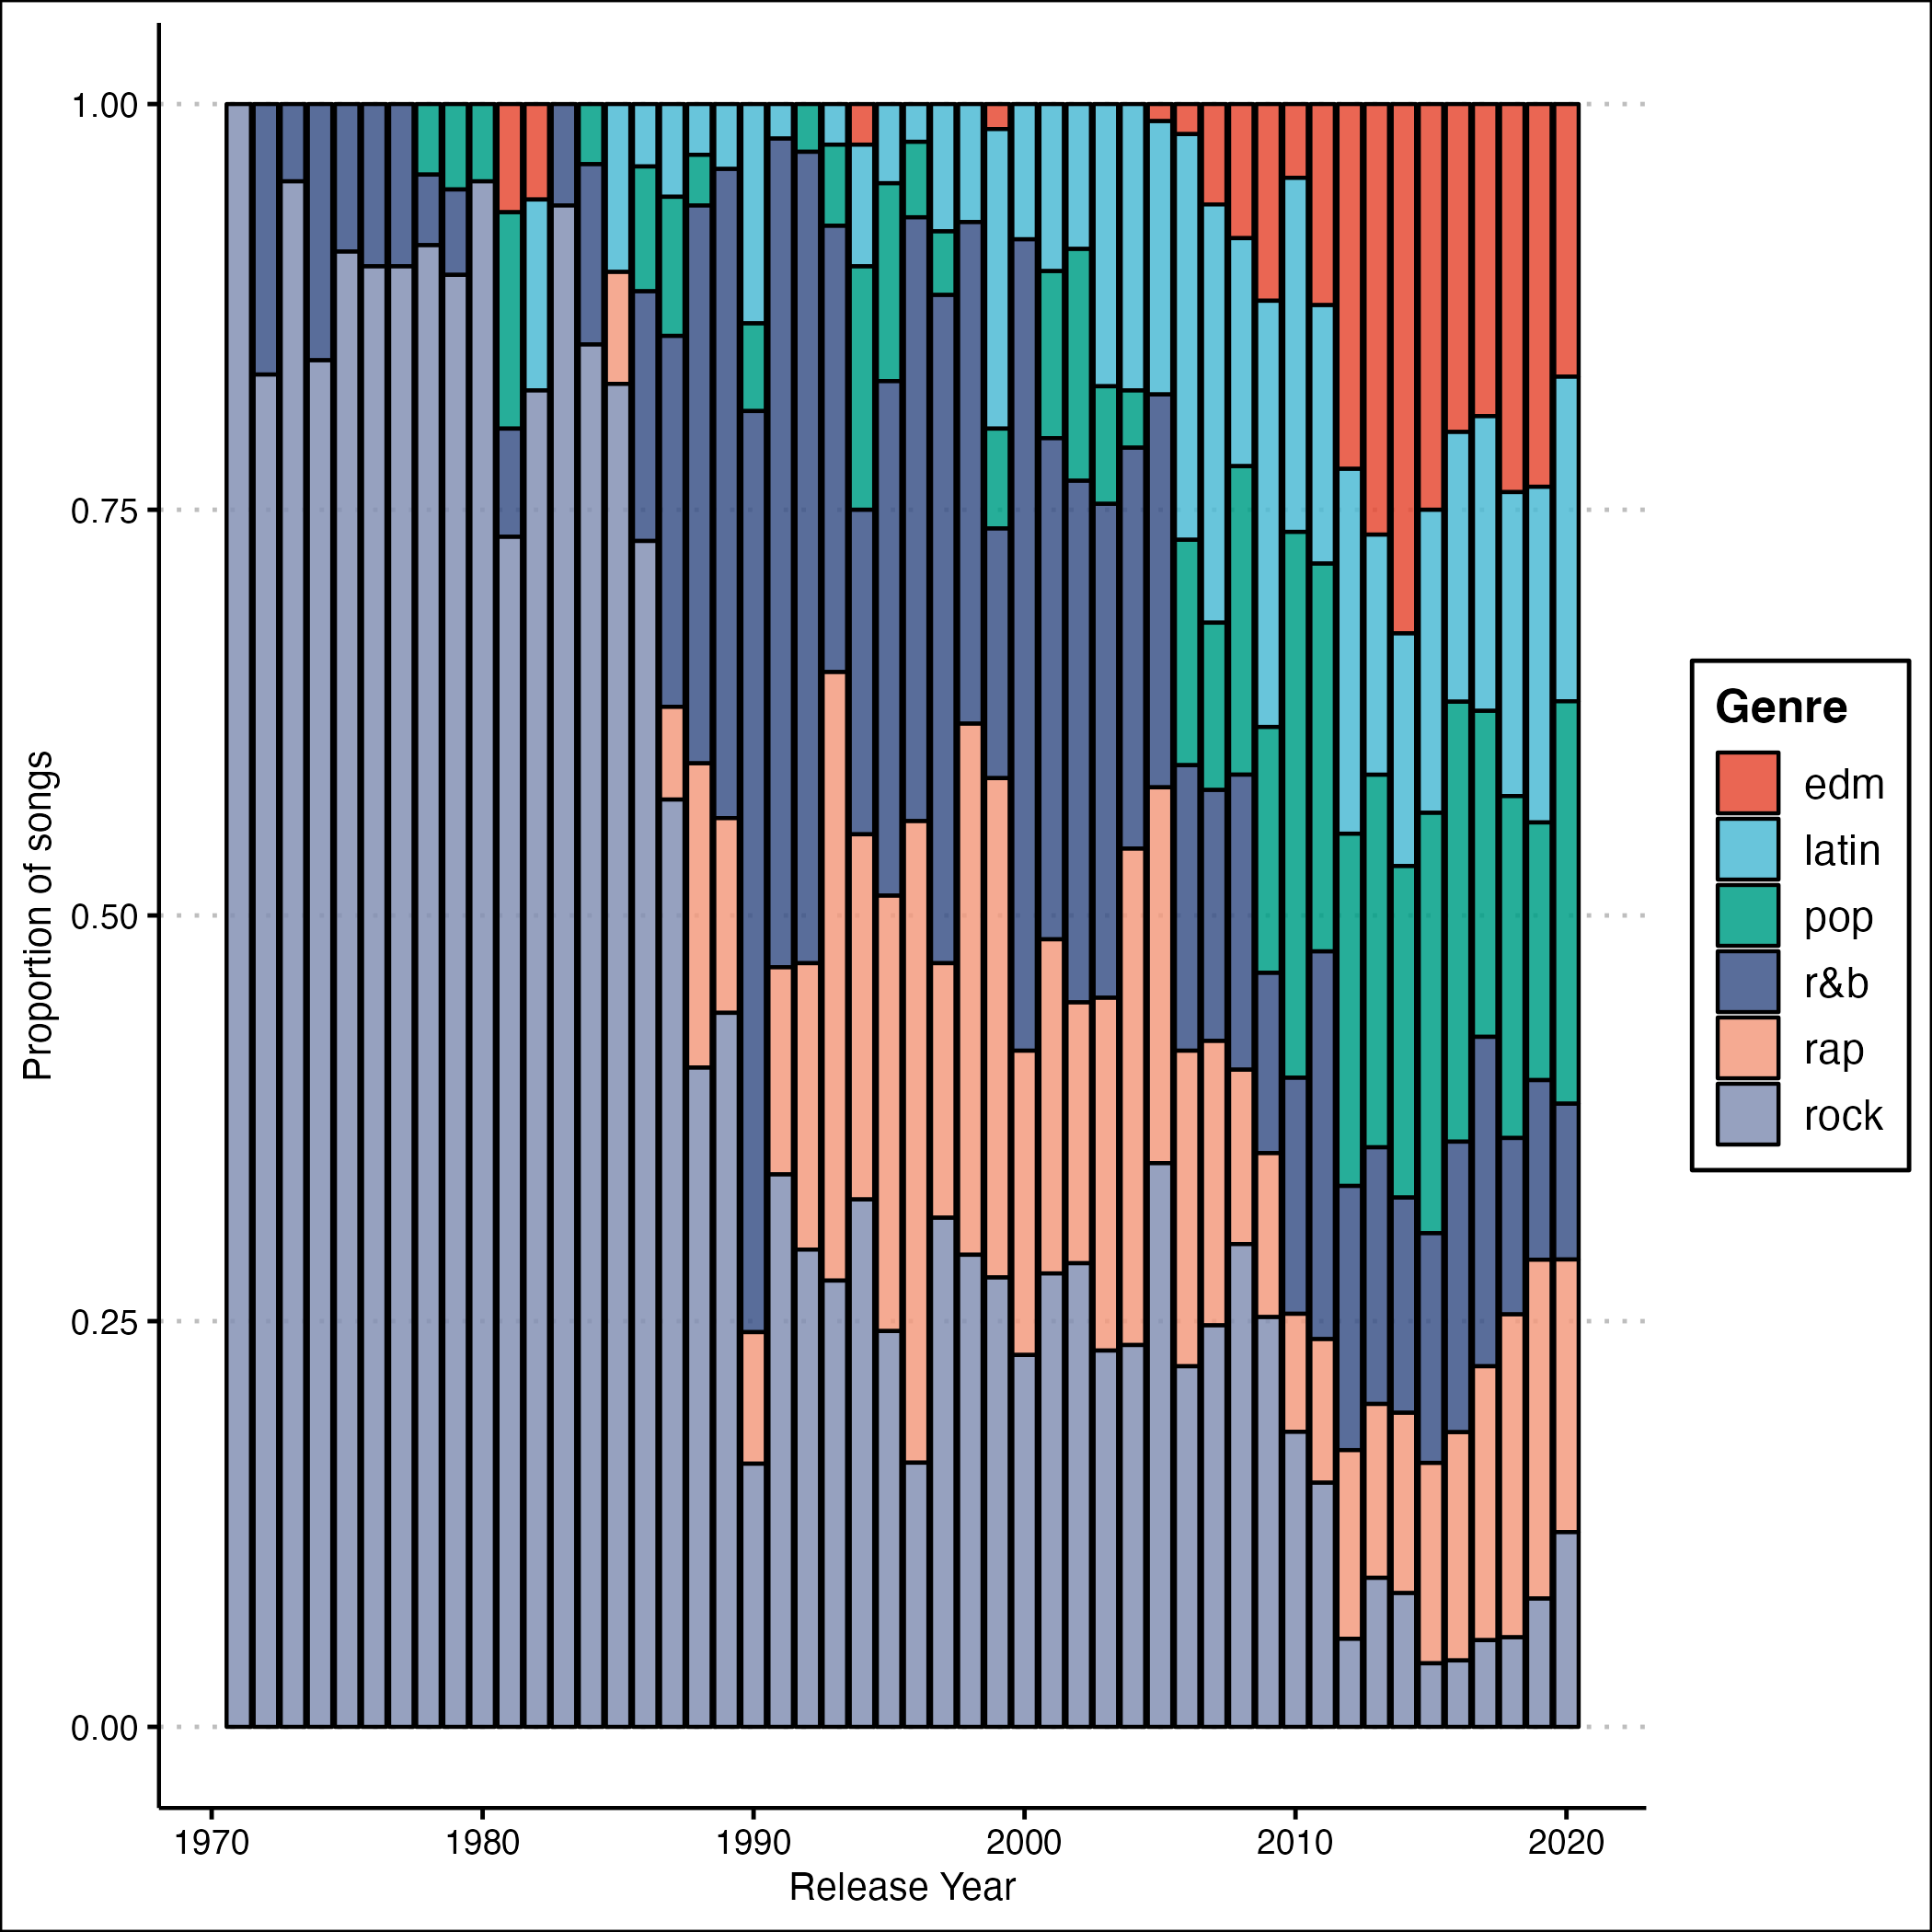 1.00
0.75
0.50
0.25
0.00
Proportion of songs
1970 1980 1990 2000 2010 2020
Release Year
Genre
edm
latin
pop
r&b
rap
rock